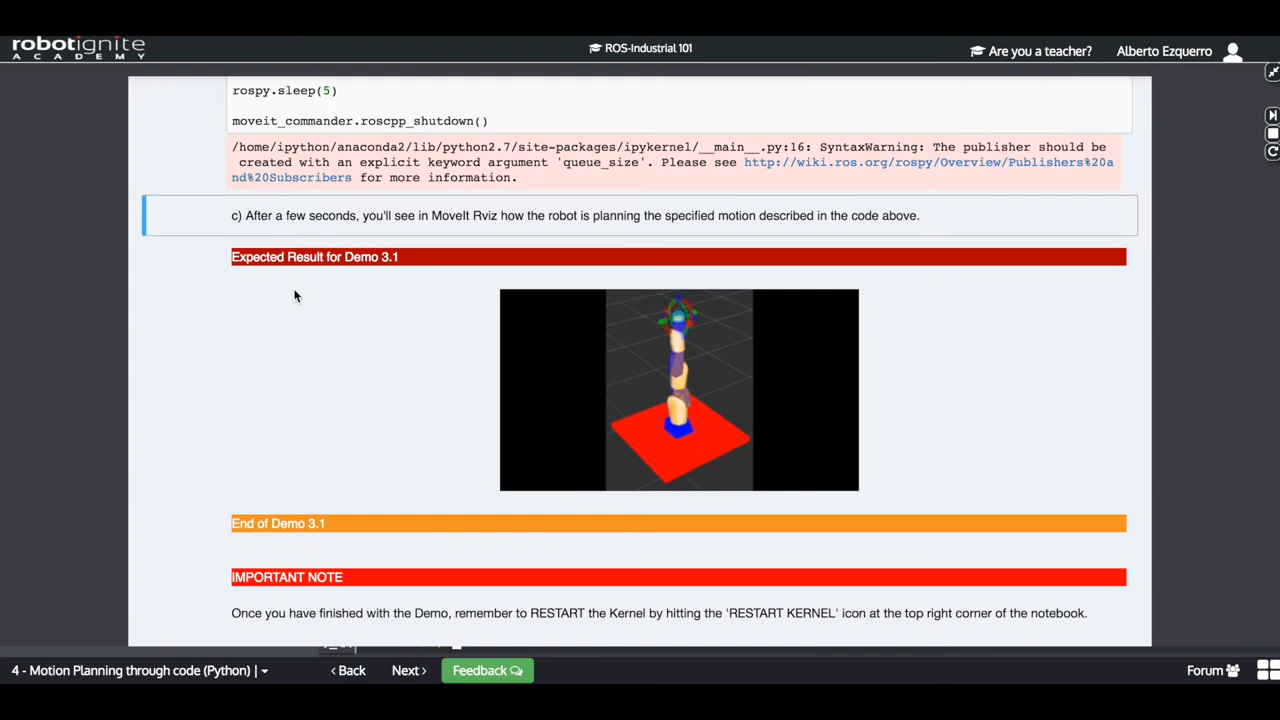 robotignite
ACADEMY
ROS-Industrial 101
Are you a teacher?
Alberto Ezquerro
rospy.sleep(5)
moveit_commander.roscpp_shutdown()
/home/ipython/anaconda2/lib/python2.7/site-packages/ipykernel/__main__.py:16: SyntaxWarning: The publisher should be
created with an explicit keyword argument 'queue_size'. Please see http://wiki.ros.org/rospy/Overview/Publishers%20a
nd%20Subscribers for more information.
c) After a few seconds, you'll see in MoveIt Rviz how the robot is planning the specified motion described in the code above.
Expected Result for Demo 3.1
End of Demo 3.1
IMPORTANT NOTE
Once you have finished with the Demo, remember to RESTART the Kernel by hitting the 'RESTART KERNEL' icon at the top right corner of the notebook.
4 - Motion Planning through code (Python) |
Back
Next
Feedback
Forum